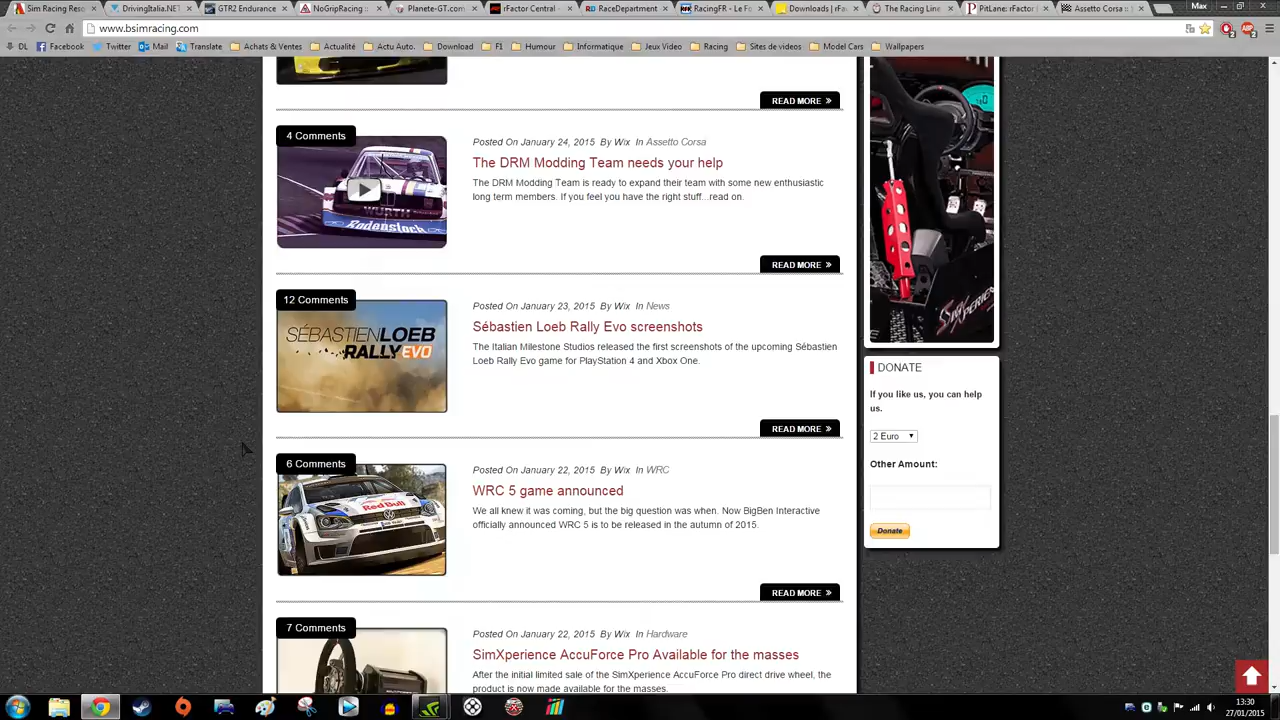 Sim Racing Reso
DrivingItalia.NET
GTR2 Endurance
NoGripRacing
Planete-GT.com
rFactor Central -
RaceDepartment
RacingFR - Le Fo
Downloads | rFa
The Racing Line
PitLane: rFactor
Assetto Corsa ::
Max
www.bsimracing.com
DL Facebook Twitter Mail Translate Achats & Ventes Actualité Actu Auto. Download F1 Humour Informatique Jeux Video Racing Sites de videos Model Cars Wallpapers
READ MORE
4 Comments
WÜRTH
Rodenstock
Posted On January 24, 2015 By Wix In Assetto Corsa
The DRM Modding Team needs your help
The DRM Modding Team is ready to expand their team with some new enthusiastic
long term members. If you feel you have the right stuff...read on.
READ MORE
12 Comments
SÉBASTIENLOEB
RALLYEVO
Posted On January 23, 2015 By Wix In News
Sébastien Loeb Rally Evo screenshots
The Italian Milestone Studios released the first screenshots of the upcoming Sébastien
Loeb Rally Evo game for PlayStation 4 and Xbox One.
READ MORE
6 Comments
Red Bull
Posted On January 22, 2015 By Wix In WRC
WRC 5 game announced
We all knew it was coming, but the big question was when. Now BigBen Interactive
officially announced WRC 5 is to be released in the autumn of 2015.
READ MORE
7 Comments
Posted On January 22, 2015 By Wix In Hardware
SimXperience AccuForce Pro Available for the masses
After the initial limited sale of the SimXperience AccuForce Pro direct drive wheel, the
product is now made available for the masses.
DONATE
If you like us, you can help
us.
2 Euro
Other Amount:
Donate
13:30
27/01/2015